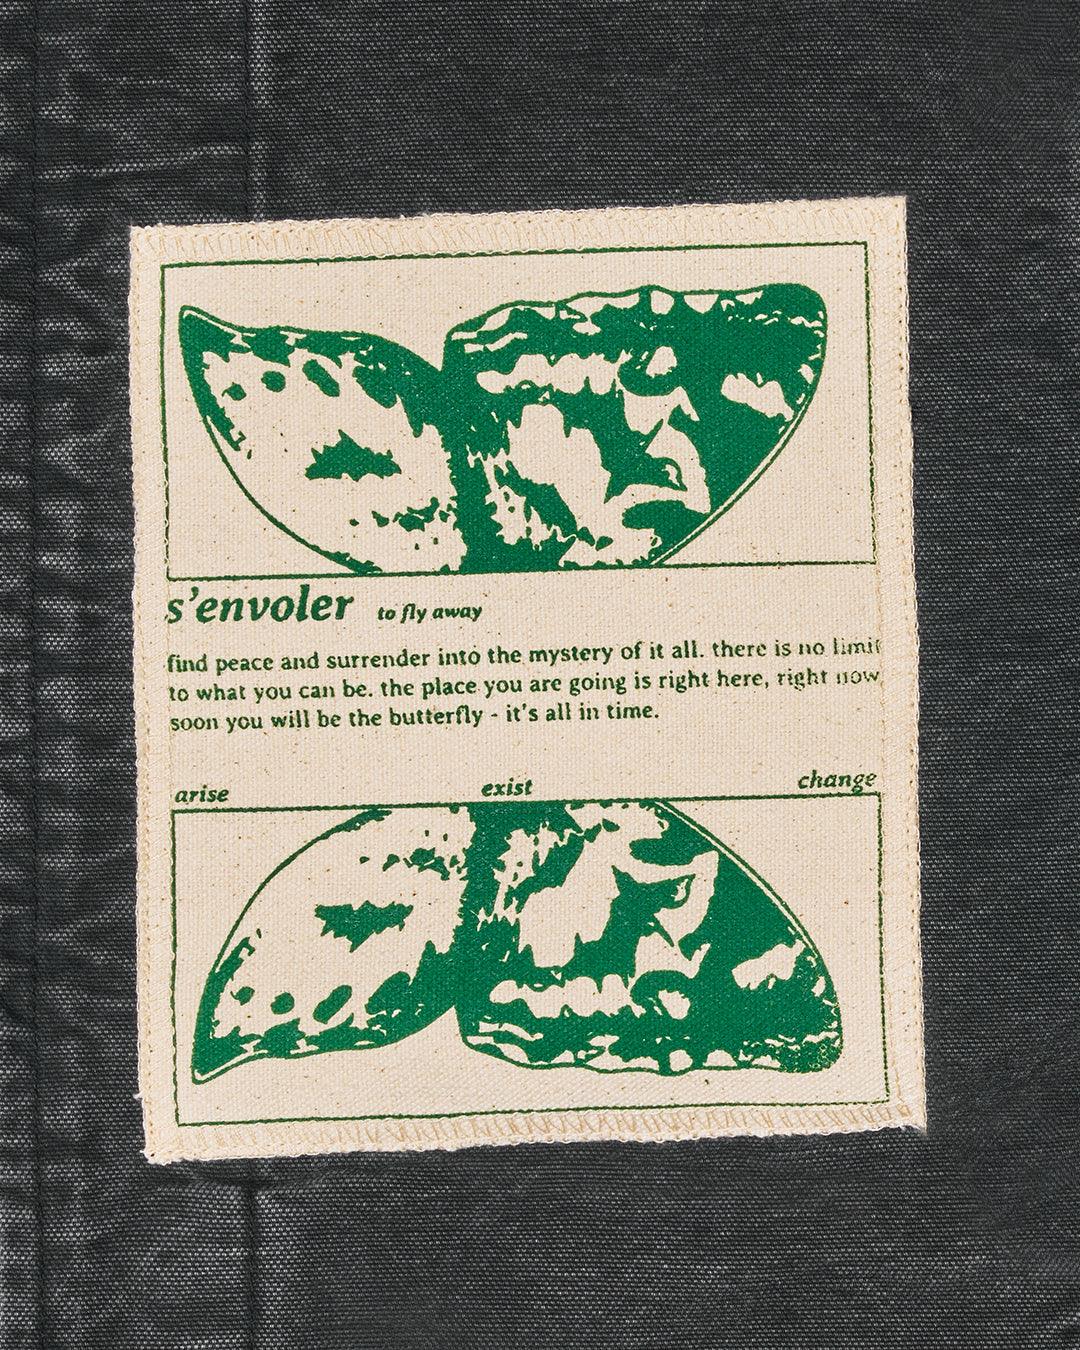 s'envoler to fly away
find peace and surrender into the mystery of it all. there is no limit
to what you can be. the place you are going is right here, right now
soon you will be the butterfly - it's all in time.
arise exist change